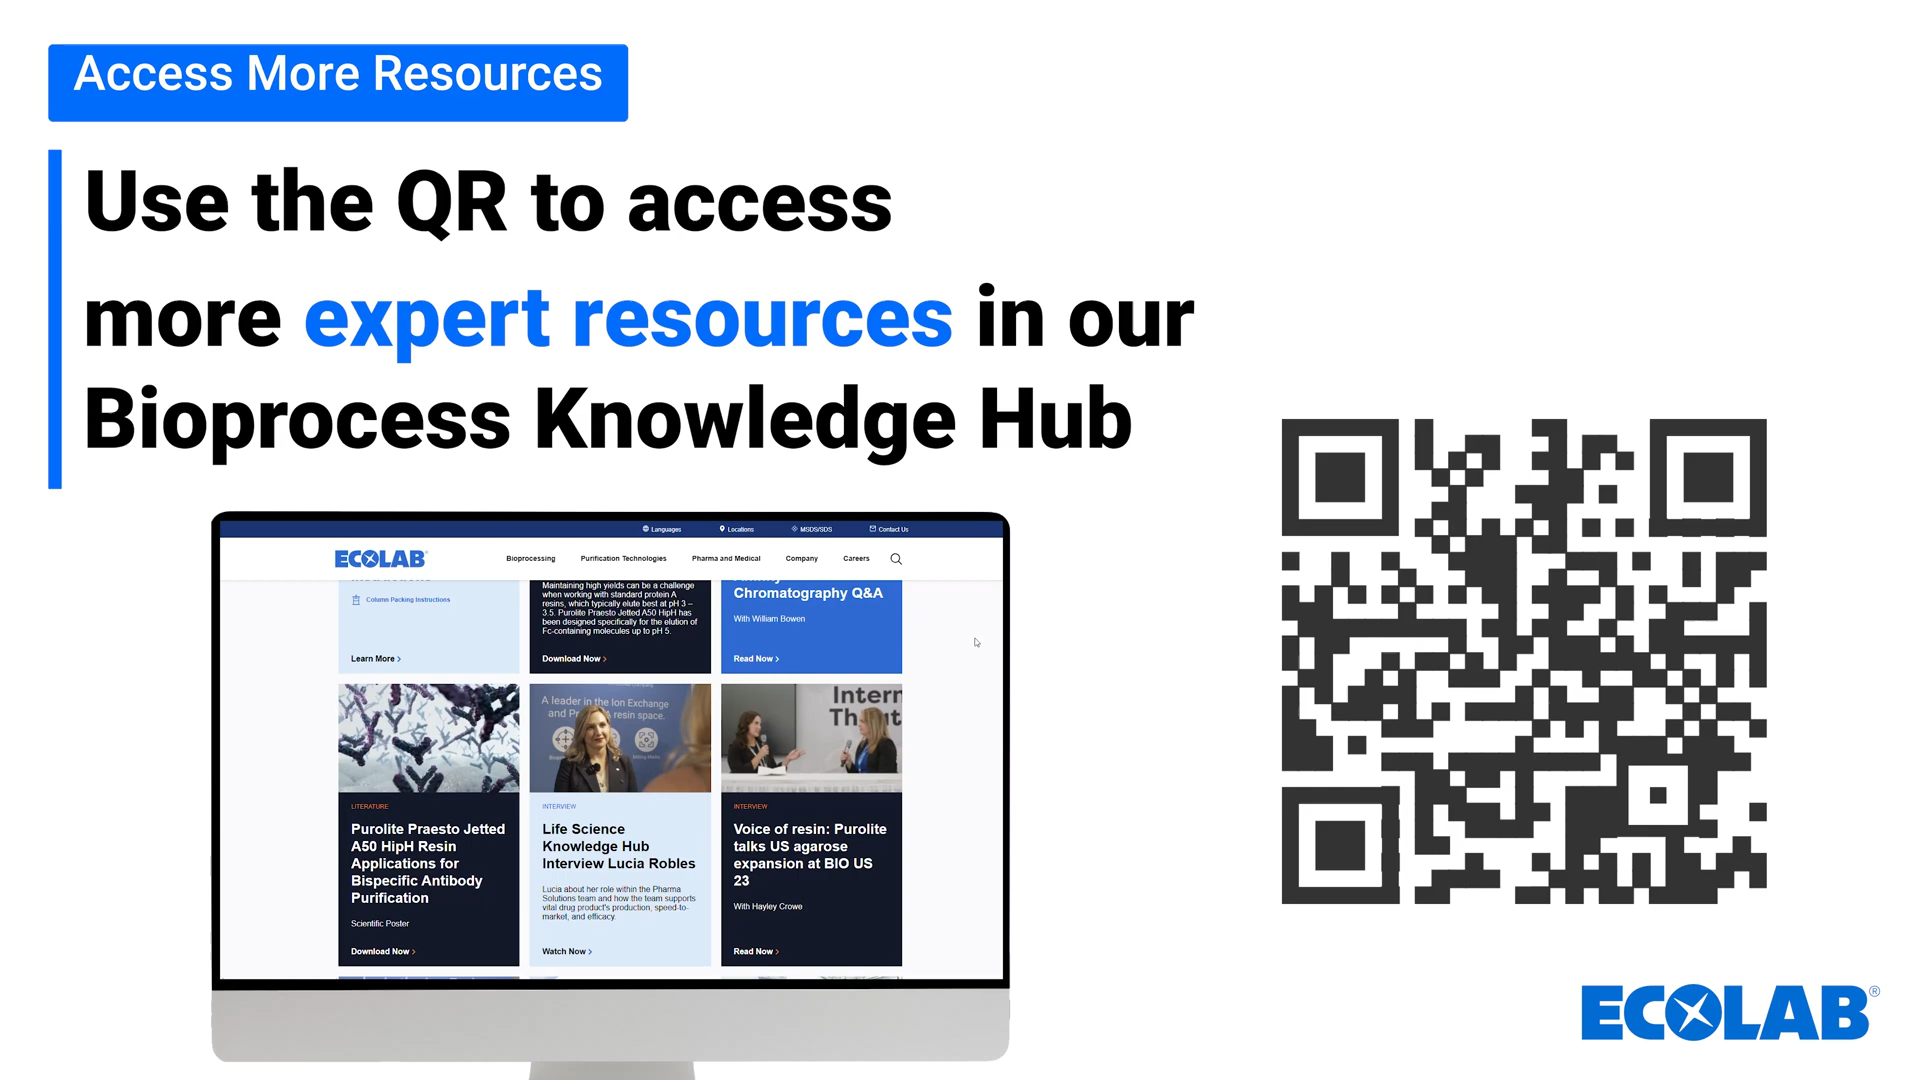 Access More Resources
Use the QR to access
more expert resources in our
Bioprocess Knowledge Hub
Languages
Locations
MSDS/SDS
Contact Us
ECOLAB
Bioprocessing
Purification Technologies
Pharma and Medical
Company
Careers
Column Packing Instructions
Learn More >
Maintaining high yields can be a challenge
when working with standard protein A
resins, which typically elute best at pH 3 –
3.5. Purolite Praesto Jetted A50 HipH has
been designed specifically for the elution of
Fc-containing molecules up to pH 5.
Download Now >
Chromatography Q&A
With William Bowen
Read Now >
LITERATURE
Purolite Praesto Jetted
A50 HipH Resin
Applications for
Bispecific Antibody
Purification
Scientific Poster
Download Now >
A leader in the Ion Exchange
resin space.
INTERVIEW
Life Science
Knowledge Hub
Interview Lucia Robles
Lucia about her role within the Pharma
Solutions team and how the team supports
vital drug product's production, speed-to-
market, and efficacy.
Watch Now >
INTERVIEW
Voice of resin: Purolite
talks US agarose
expansion at BIO US
23
With Hayley Crowe
Read Now >
ECOLAB®